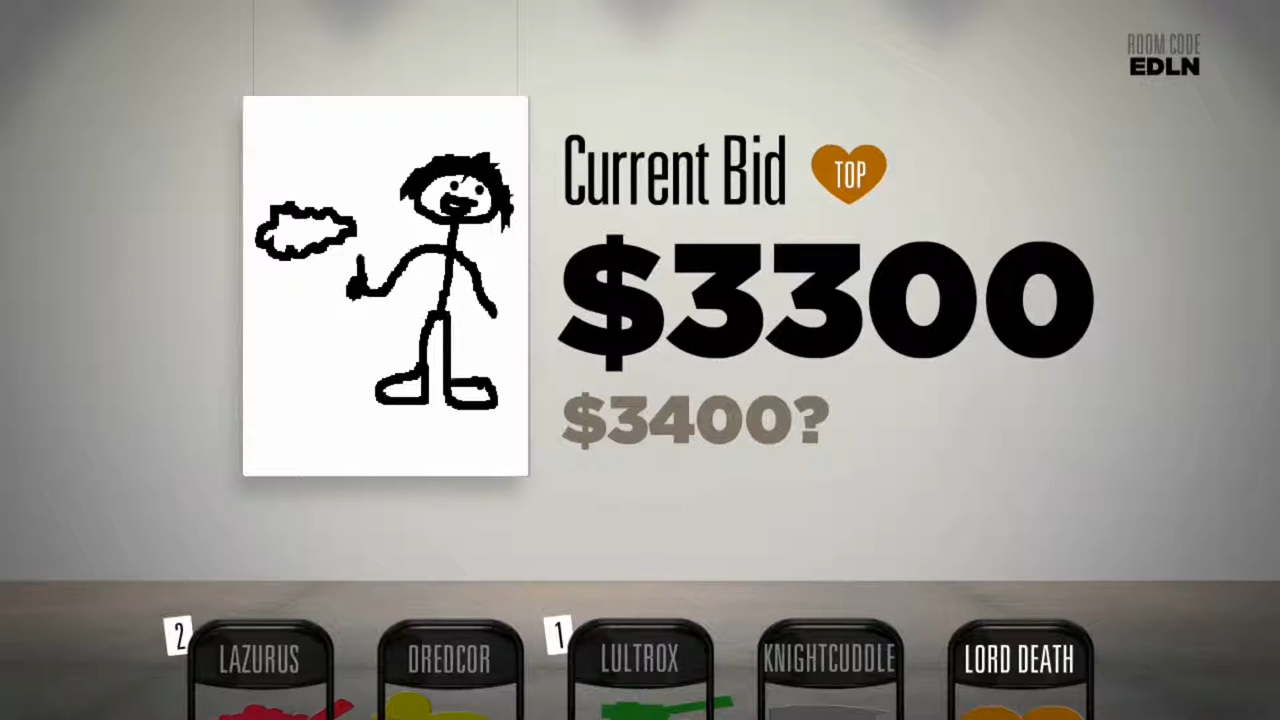 ROOM CODE
EDLN
Current Bid
TOP
$3300
$3400?
2
LAZURUS
DREDCOR
1
LULTROX
KNIGHTCUDDLE
LORD DEATH